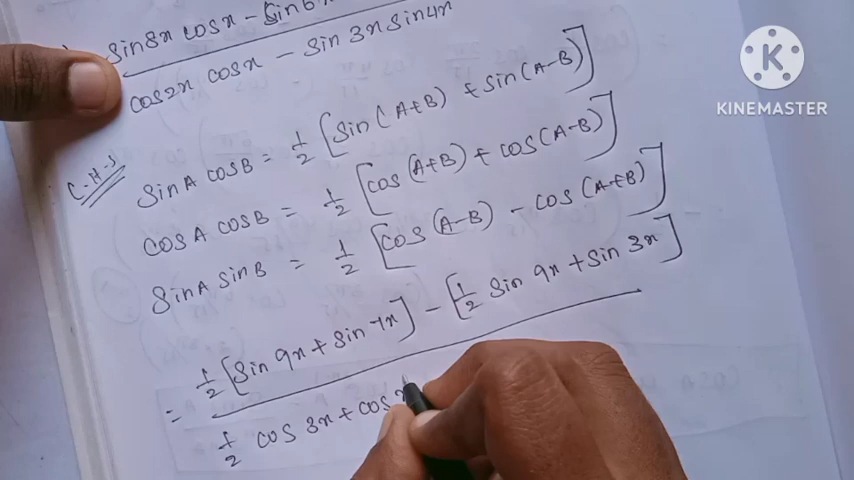 sin8x cosx - sin6x
cos2x cosx - sin 3x sin4x
KINEMASTER
L.H.S
sinA cosB = 1/2 [sin(A+B) + sin(A-B)]
cosA cosB = 1/2 [cos(A+B) + cos(A-B)]
sinA sinB = 1/2 [cos(A-B) - cos(A+B)]
= 1/2 [sin 9x + sin 7x] - [1/2 sin 9x + sin 3x]
1/2 cos 3x + cos x